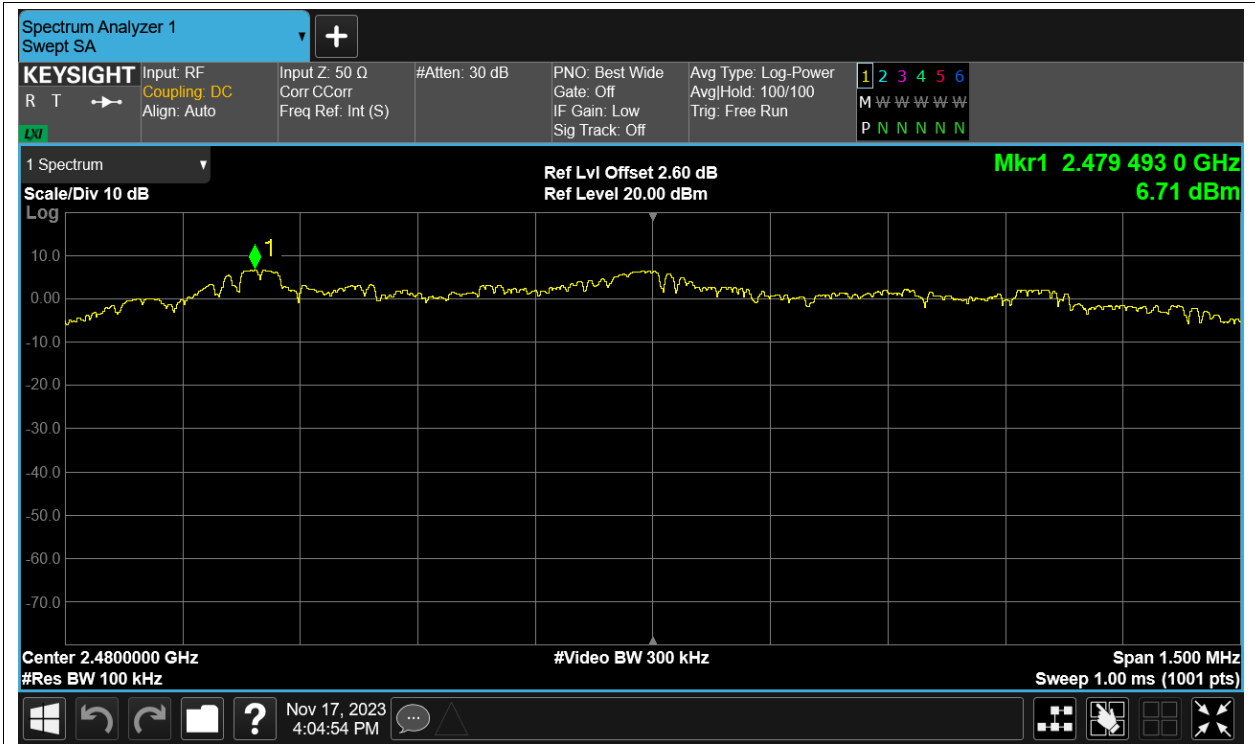 Spectrum Analyzer 1
Swept SA
KEYSIGHT
R T
LXI
Input: RF
Coupling: DC
Align: Auto
Input Z: 50 Ω
Corr CCorr
Freq Ref: Int (S)
#Atten: 30 dB
PNO: Best Wide
Gate: Off
IF Gain: Low
Sig Track: Off
Avg Type: Log-Power
Avg|Hold: 100/100
Trig: Free Run
1 2 3 4 5 6
M W W W W W
P N N N N N
1 Spectrum
Scale/Div 10 dB
Log
Ref Lvl Offset 2.60 dB
Ref Level 20.00 dBm
Mkr1 2.479 493 0 GHz
6.71 dBm
1
10.0
0.00
-10.0
-20.0
-30.0
-40.0
-50.0
-60.0
-70.0
Center 2.4800000 GHz
#Res BW 100 kHz
#Video BW 300 kHz
Span 1.500 MHz
Sweep 1.00 ms (1001 pts)
?
Nov 17, 2023
4:04:54 PM